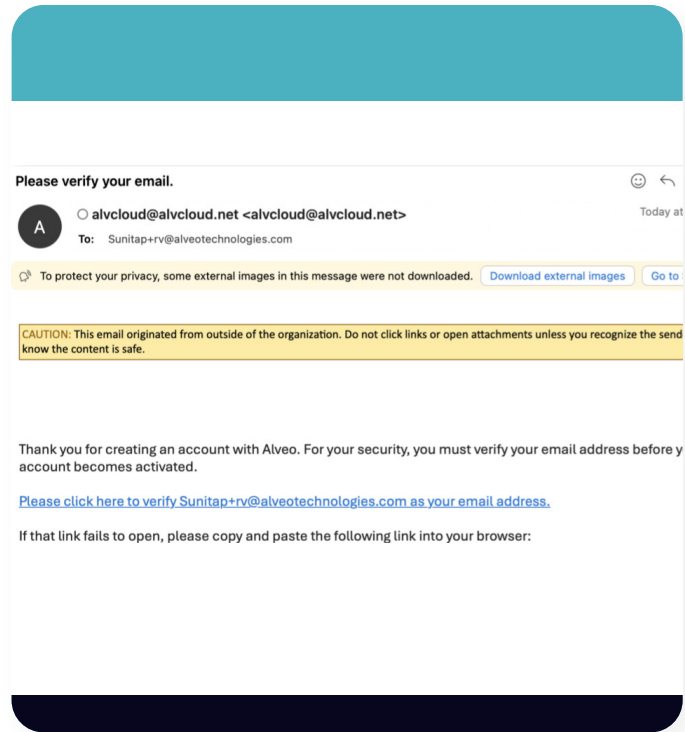 Please verify your email.
A
alvcloud@alvcloud.net <alvcloud@alvcloud.net>
Today at
To: Sunitap+rv@alveotechnologies.com
To protect your privacy, some external images in this message were not downloaded. Download external images Go to
CAUTION: This email originated from outside of the organization. Do not click links or open attachments unless you recognize the send
know the content is safe.
Thank you for creating an account with Alveo. For your security, you must verify your email address before y
account becomes activated.
Please click here to verify Sunitap+rv@alveotechnologies.com as your email address.
If that link fails to open, please copy and paste the following link into your browser: